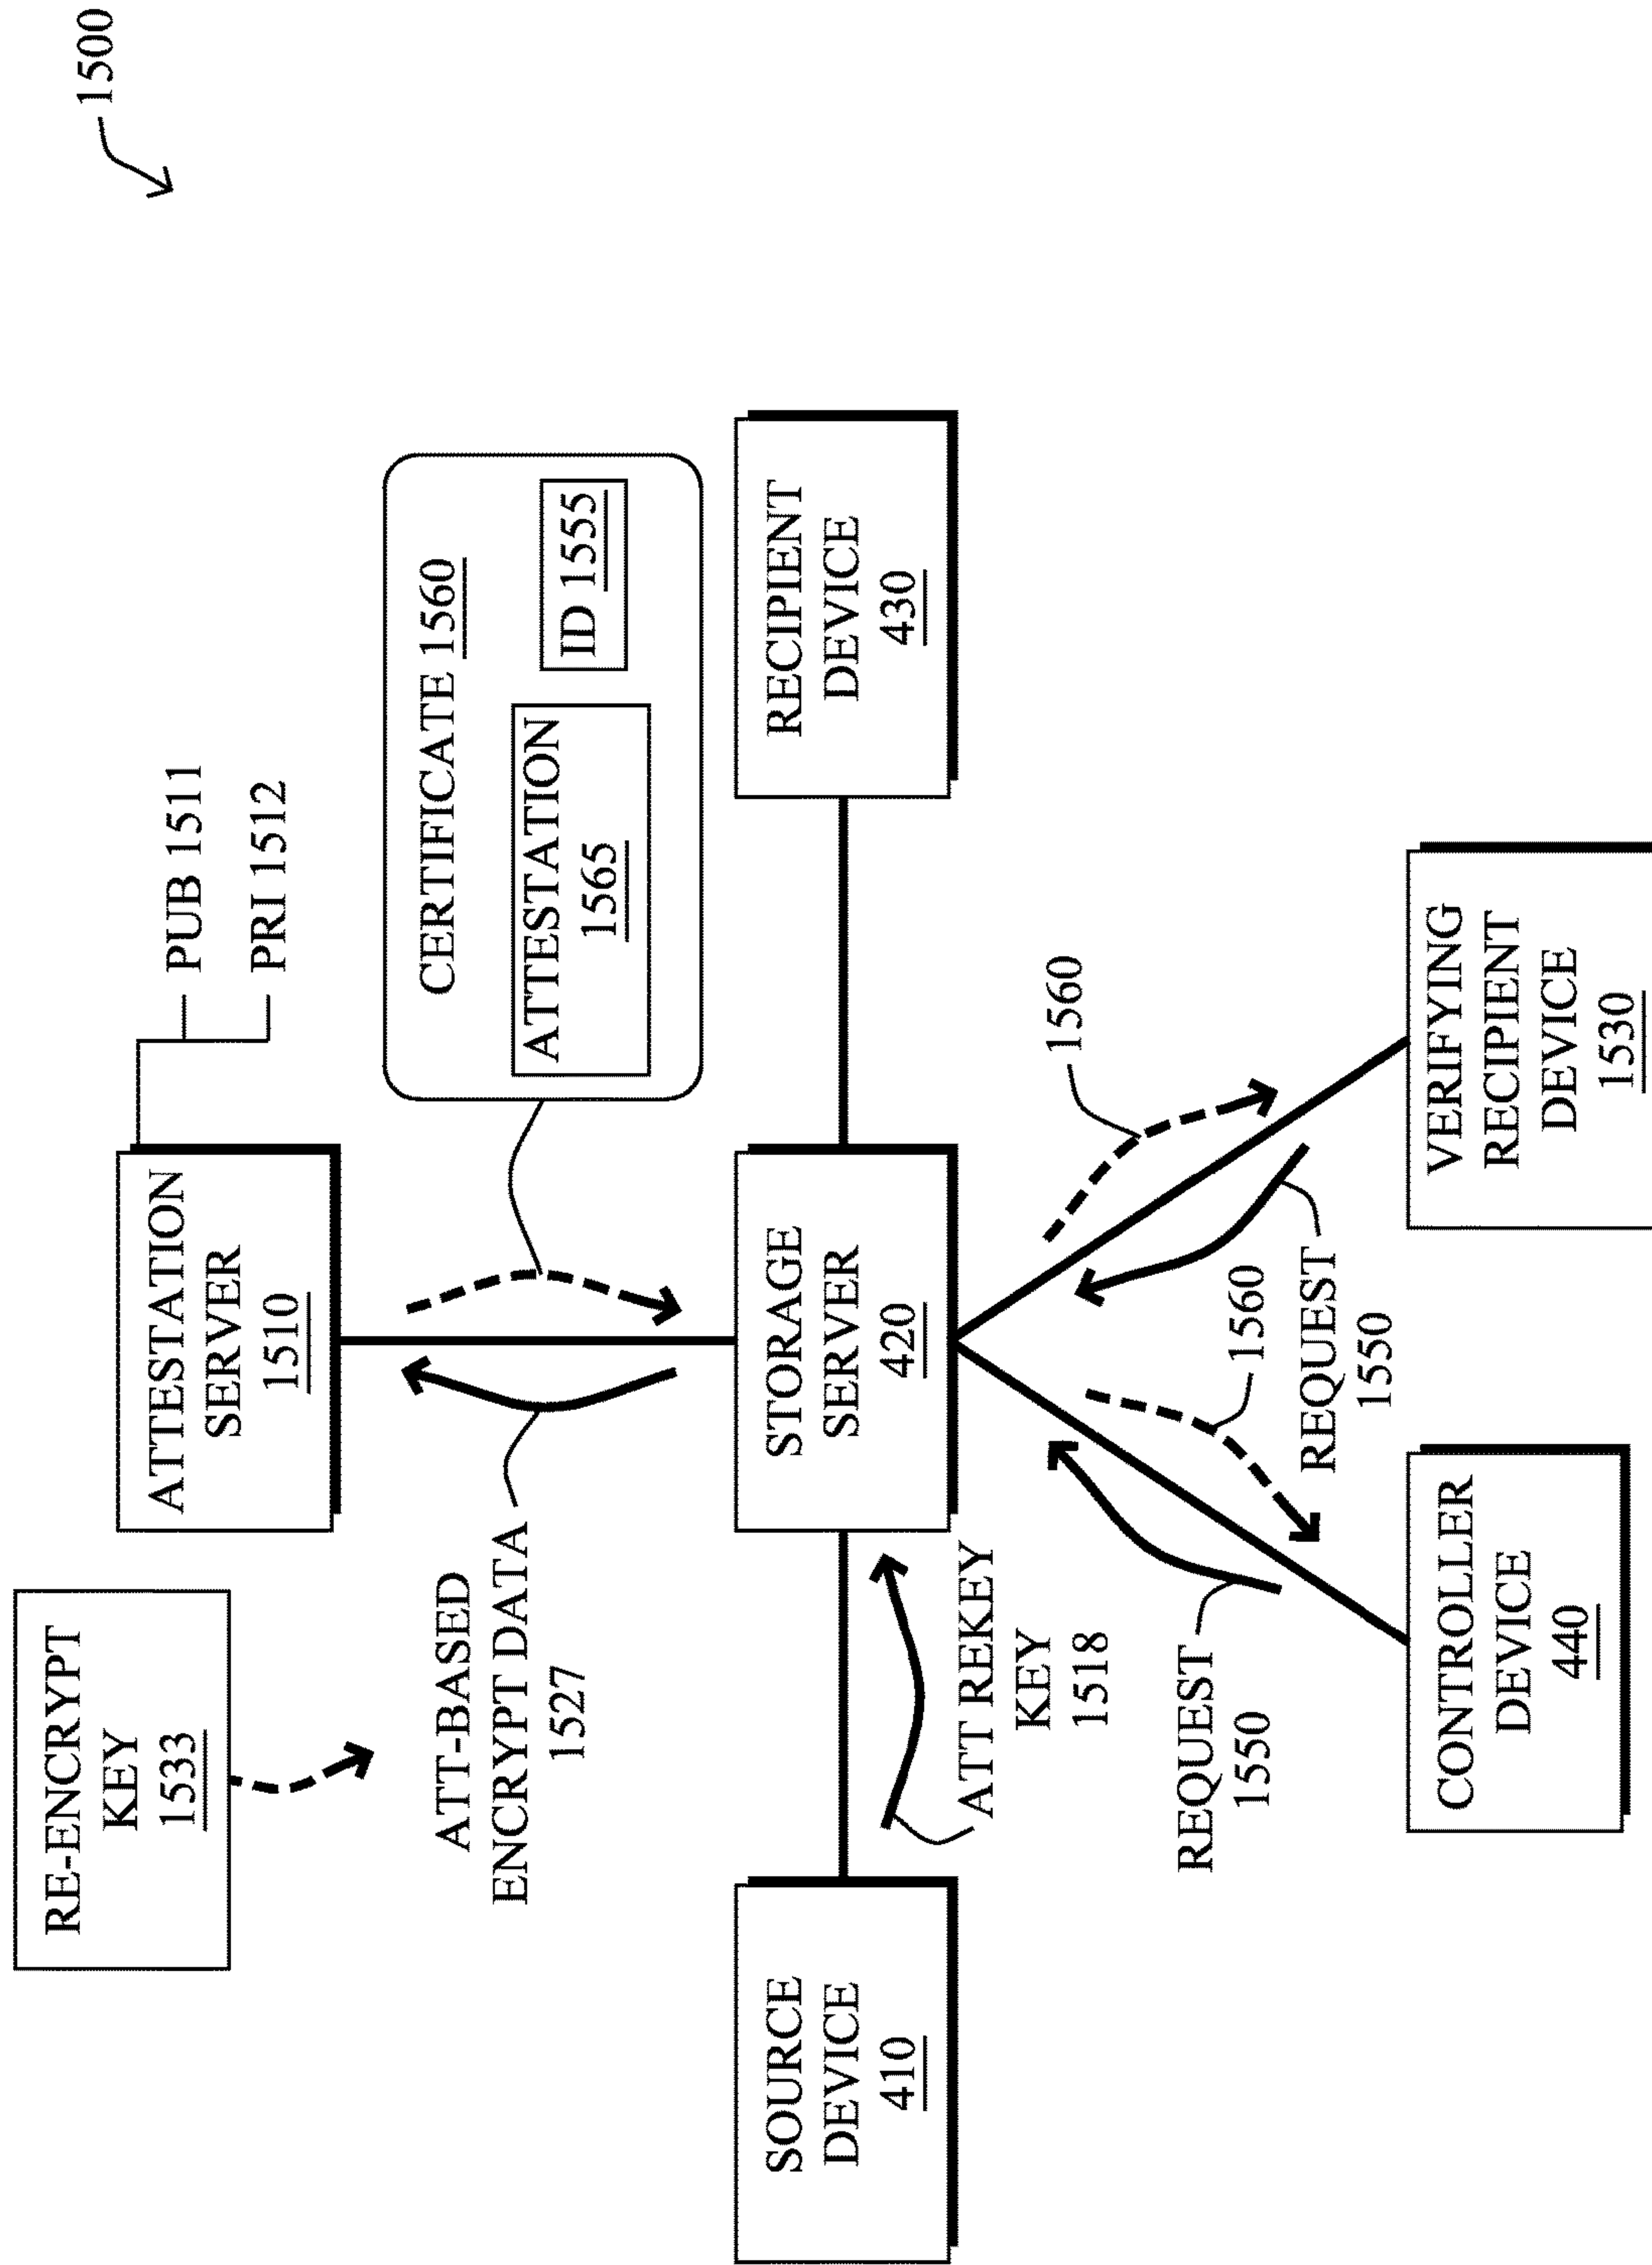 1500
RE-ENCRYPT
KEY
1533
ATTESTATION
SERVER
1510
PUB 1511
PRI 1512
ATT-BASED
ENCRYPT DATA
1527
CERTIFICATE 1560
ATTESTATION
1565
ID 1555
SOURCE
DEVICE
410
STORAGE
SERVER
420
RECIPIENT
DEVICE
430
ATT REKEY
KEY
1518
REQUEST
1550
1560
REQUEST
1550
1560
CONTROLLER
DEVICE
440
VERIFYING
RECIPIENT
DEVICE
1530